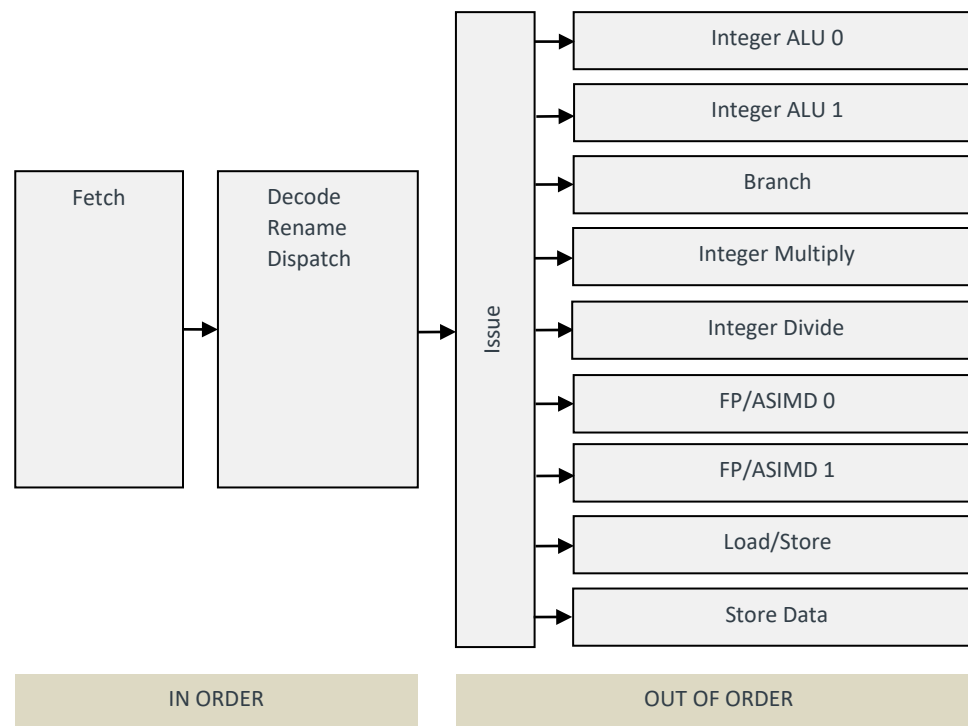 Fetch
Decode
Rename
Dispatch
Issue
Integer ALU 0
Integer ALU 1
Branch
Integer Multiply
Integer Divide
FP/ASIMD 0
FP/ASIMD 1
Load/Store
Store Data
IN ORDER
OUT OF ORDER